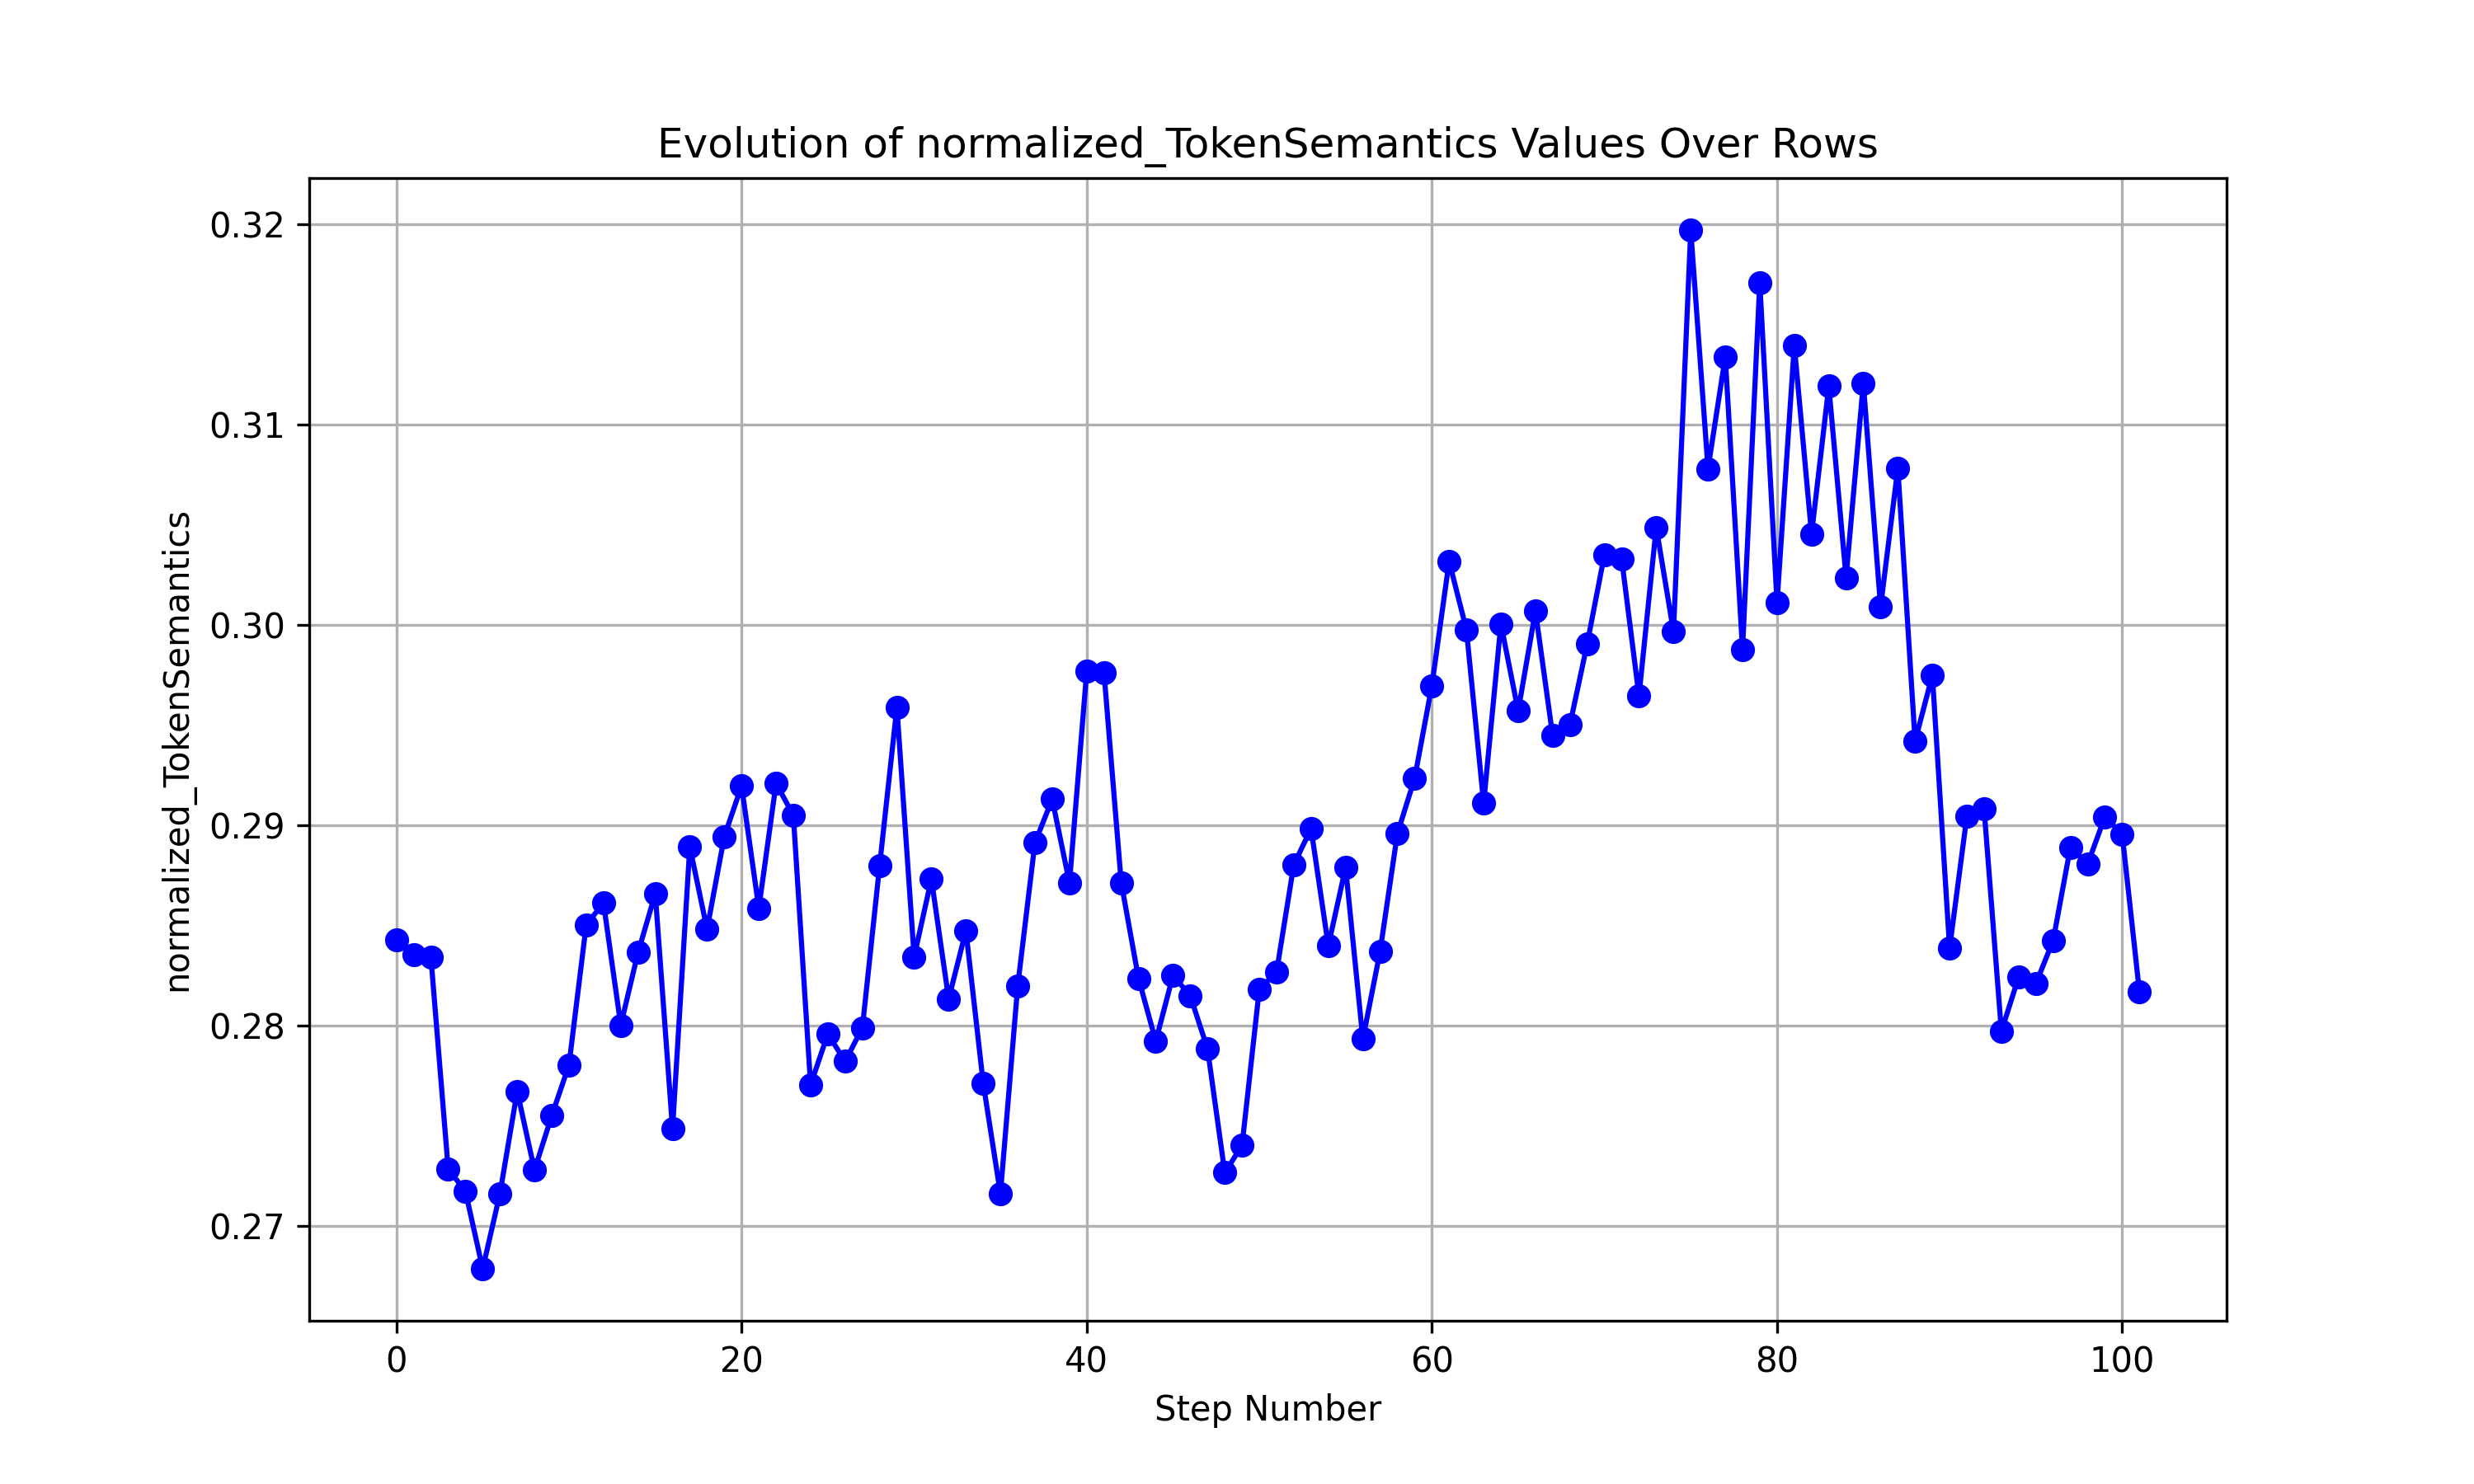 Evolution of normalized_TokenSemantics Values Over Rows
0.32
0.31
0.30
0.29
0.28
0.27
normalized_TokenSemantics
0 20 40 60 80 100
Step Number